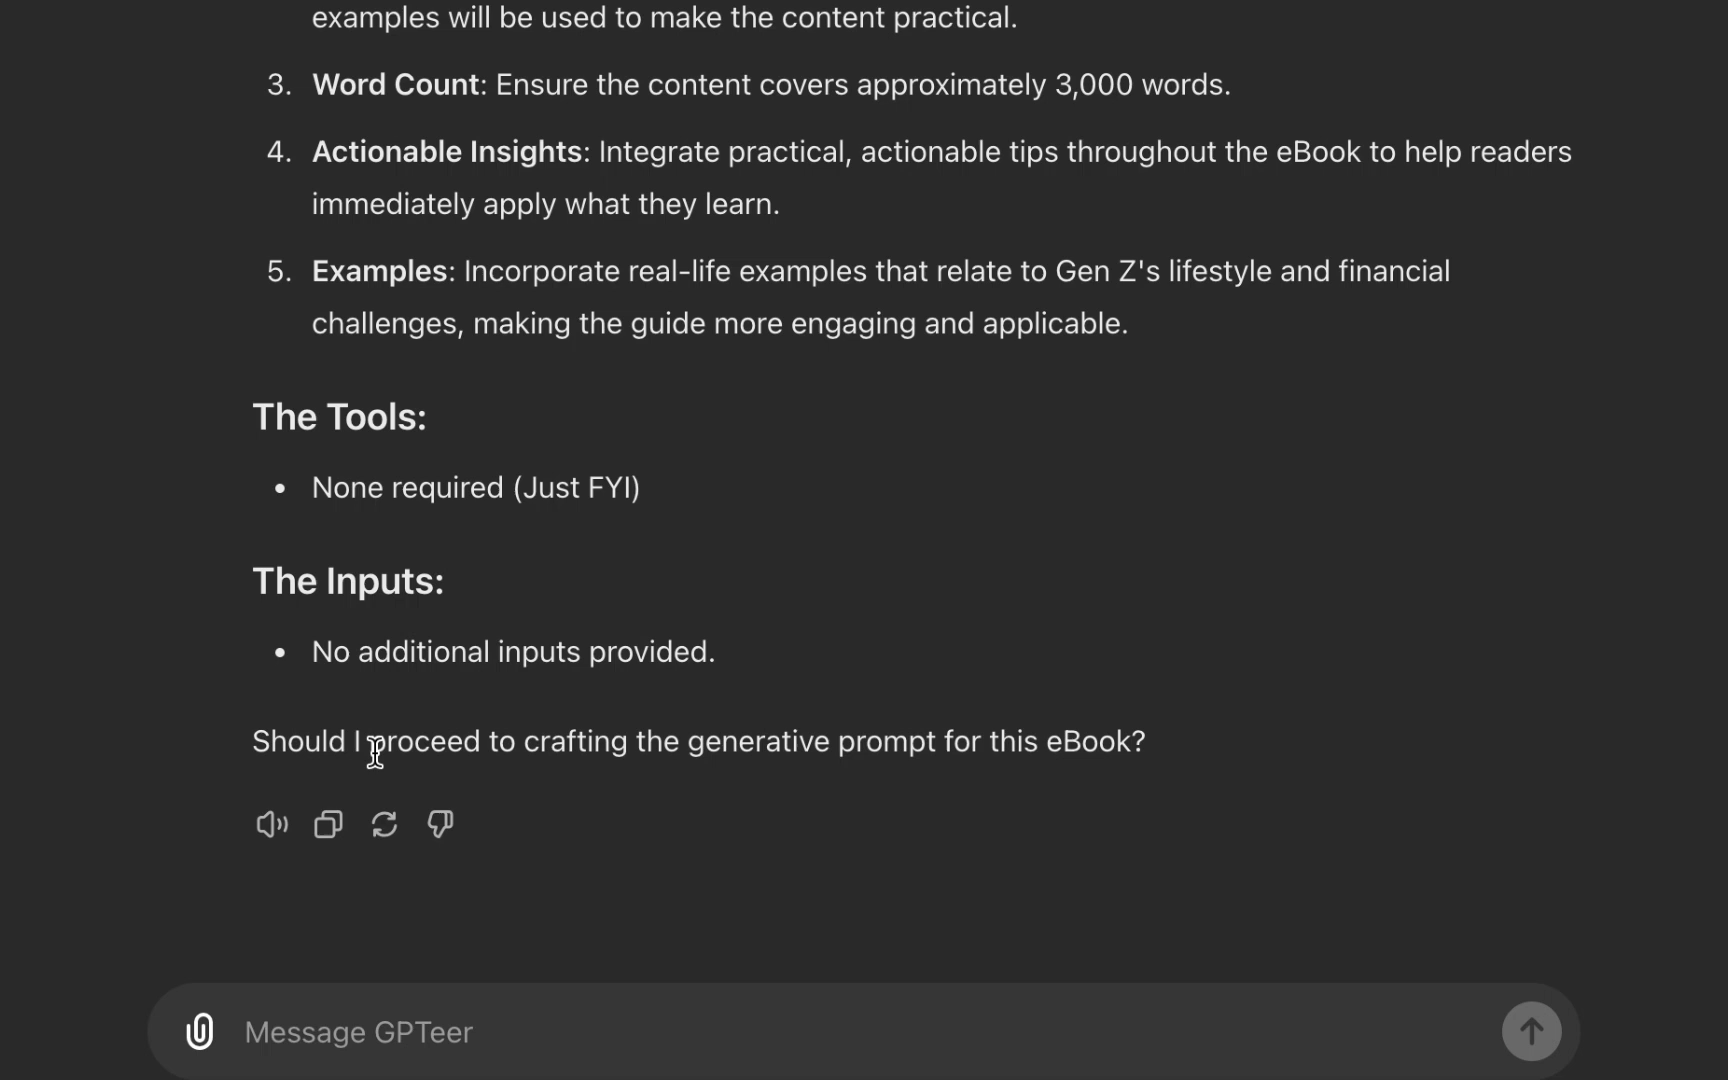 examples will be used to make the content practical.
3. Word Count: Ensure the content covers approximately 3,000 words.
4. Actionable Insights: Integrate practical, actionable tips throughout the eBook to help readers
immediately apply what they learn.
5. Examples: Incorporate real-life examples that relate to Gen Z's lifestyle and financial
challenges, making the guide more engaging and applicable.
The Tools:
• None required (Just FYI)
The Inputs:
• No additional inputs provided.
Should I proceed to crafting the generative prompt for this eBook?
Message GPTeer